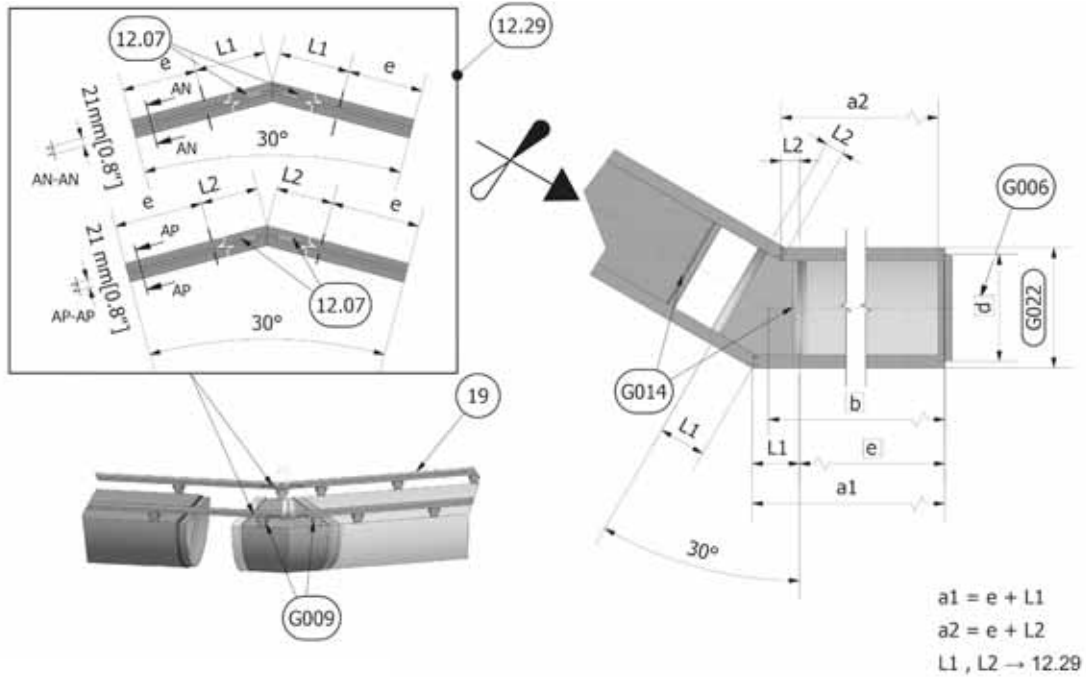 12.07
12.29
e
L1
L1
e
AN
AN
21mm[0.8"]
AN-AN
30°
e
L2
L2
e
AP
AP
21 mm[0.8"]
AP-AP
12.07
30°
19
G009
a2
L2
L2
G006
d
G022
G014
b
L1
L1
e
a1
30°
a1 = e + L1
a2 = e + L2
L1 , L2 → 12.29